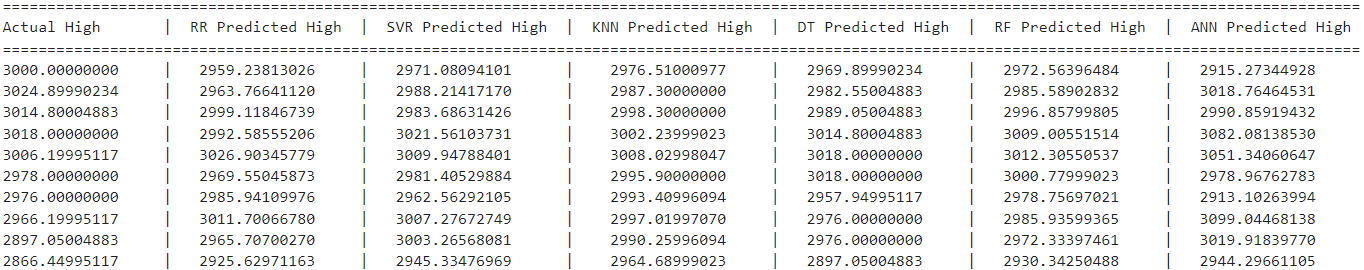 Actual High | RR Predicted High | SVR Predicted High | KNN Predicted High | DT Predicted High | RF Predicted High | ANN Predicted High
3000.00000000 | 2959.23813026 | 2971.08094101 | 2976.51000977 | 2969.89990234 | 2972.56396484 | 2915.27344928
3024.89990234 | 2963.76641120 | 2988.21417170 | 2987.30000000 | 2982.55004883 | 2985.58902832 | 3018.76464531
3014.80004883 | 2999.11846739 | 2983.68631426 | 2998.30000000 | 2989.05004883 | 2996.85799805 | 2990.85919432
3018.00000000 | 2992.58555206 | 3021.56103731 | 3002.23999023 | 3014.80004883 | 3009.00551514 | 3082.08138530
3006.19995117 | 3026.90345779 | 3009.94788401 | 3008.02998047 | 3018.00000000 | 3012.30550537 | 3051.34060647
2978.00000000 | 2969.55045873 | 2981.40529884 | 2995.90000000 | 3018.00000000 | 3000.77999023 | 2978.96762783
2976.00000000 | 2985.94109976 | 2962.56292105 | 2993.40996094 | 2957.94995117 | 2978.75697021 | 2913.10263994
2966.19995117 | 3011.70066780 | 3007.27672749 | 2997.01997070 | 2976.00000000 | 2985.93599365 | 3099.04468138
2897.05004883 | 2965.70700270 | 3003.26568081 | 2990.25996094 | 2976.00000000 | 2972.33397461 | 3019.91839770
2866.44995117 | 2925.62971163 | 2945.33476969 | 2964.68999023 | 2897.05004883 | 2930.34250488 | 2944.29661105